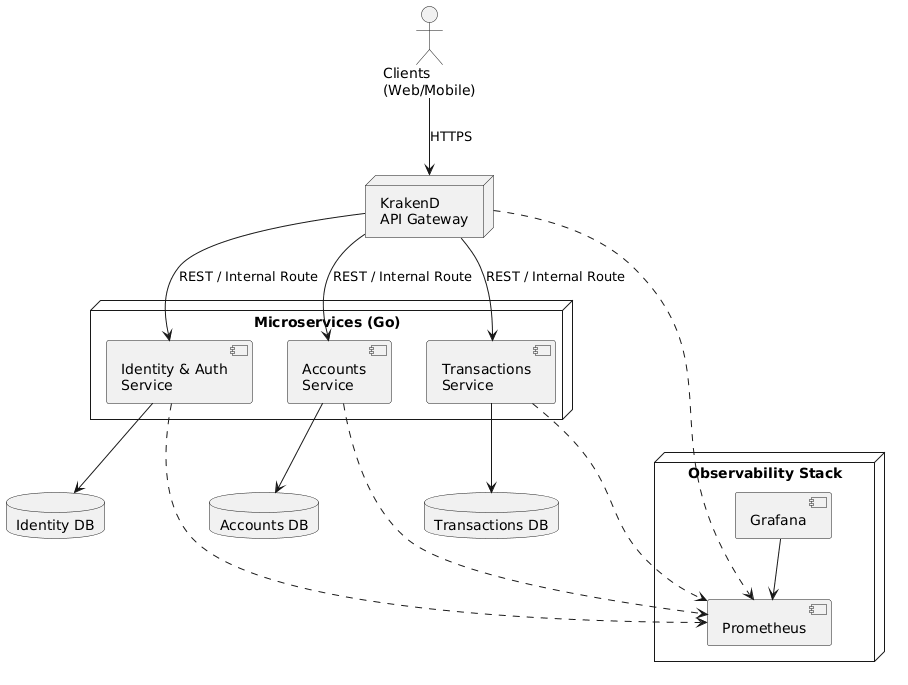 Clients
(Web/Mobile)
HTTPS
KrakenD
API Gateway
REST / Internal Route
REST / Internal Route
REST / Internal Route
Microservices (Go)
Identity & Auth
Service
Accounts
Service
Transactions
Service
Observability Stack
Identity DB
Accounts DB
Transactions DB
Grafana
Prometheus